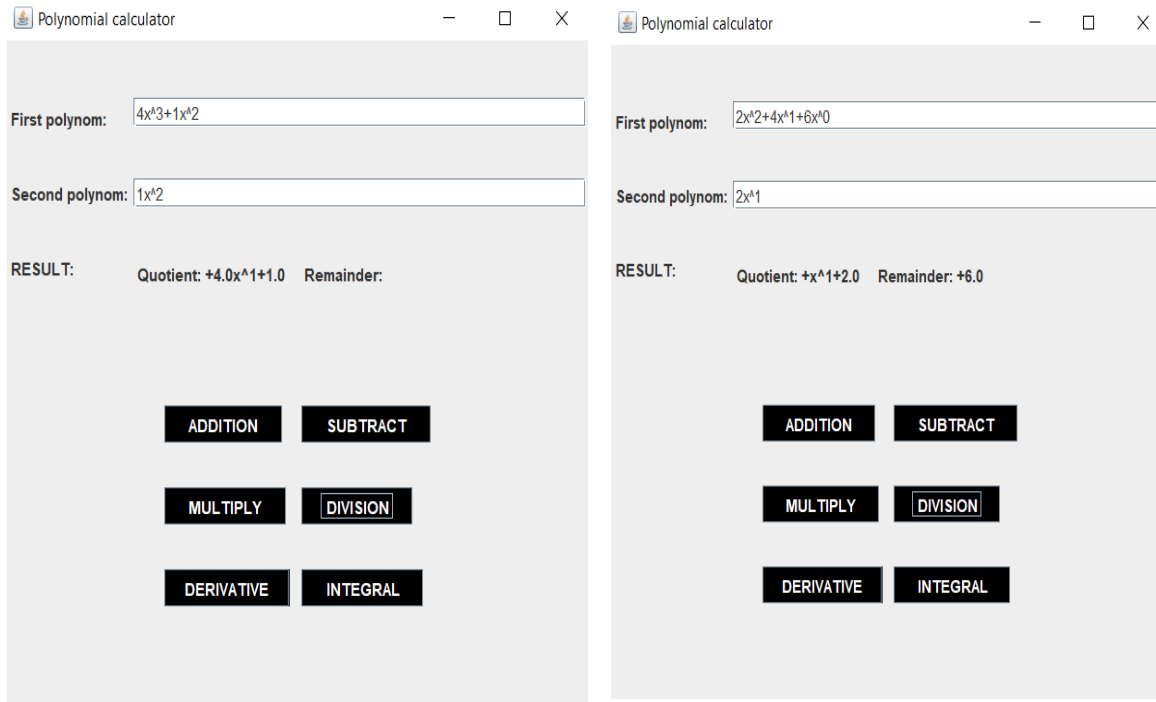 Polynomial calculator
First polynom: 4x^3+1x^2
Second polynom: 1x^2
RESULT: Quotient: +4.0x^1+1.0 Remainder:
ADDITION SUBTRACT
MULTIPLY DIVISION
DERIVATIVE INTEGRAL
Polynomial calculator
First polynom: 2x^2+4x^1+6x^0
Second polynom: 2x^1
RESULT: Quotient: +x^1+2.0 Remainder: +6.0
ADDITION SUBTRACT
MULTIPLY DIVISION
DERIVATIVE INTEGRAL